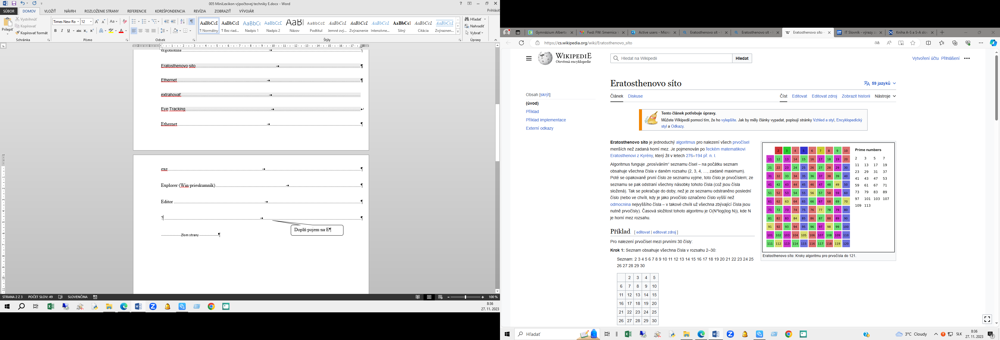 005 MiniLexikon výpočtovej techniky E.docx - Word
SÚBOR DOMOV VLOŽIŤ NÁVRH ROZLOŽENIE STRANY REFERENCIE KOREŠPONDENCIA REVÍZIA ZOBRAZIŤ VÝVOJÁR
Prihlásiť
Prilepiť
Vystrihnúť
Kopírovať
Kopírovať formát
Schránka
Times New Ro 12
Písmo
Odsek
¶ Normálny ¶ Bez riad... Nadpis 1 Nadpis 2 Názov Podtitul Jemné zvý... Zvýraznenie Intenzívne... Silný Citácia Zvýraznen...
Štýly
Hľadať
Nahradiť
Vybrať
Úpravy
ergonómia
Eratosthenovo sito
Ethernet
extrahovať
Eye Tracking
Ethernet
exe
Explorer (Win prieskumník)
Editor
?
Doplň pojem na E¶
Zlom strany
STRANA 2 Z 3 POČET SLOV: 49 SLOVENČINA
100 %
8:36
27. 11. 2023
Gymnázium Alberta
Fwd: FW: Smernica
Active users - Micros
Eratosthenovo sít -
Eratosthenovo sít -
Eratosthenovo síto -
IT Slovník - výrazy z
Kniha A-S a S-A slo
https://cs.wikipedia.org/wiki/Eratosthenovo_síto
WIKIPEDIE
Otevřená encyklopedie
Hledat na Wikipedii
Hledat
Vytvoření účtu Přihlášení
Eratosthenovo síto
59 jazyků
Článek Diskuse
Číst Editovat Editovat zdroj Zobrazit historii Nástroje
Obsah [skrýt]
(úvod)
Příklad
Příklad implementace
Externí odkazy
Tento článek potřebuje úpravy.
Můžete Wikipedii pomoci tím, že ho vylepšíte. Jak by měly články vypadat, popisují stránky Vzhled a styl, Encyklopedický
styl a Odkazy.
Eratosthenovo síto je jednoduchý algoritmus pro nalezení všech prvočísel
menších než zadaná horní mez. Je pojmenován po řeckém matematikovi
Eratosthenovi z Kyrény, který žil v letech 276–194 př. n. l.
Algoritmus funguje „prosíváním“ seznamu čísel – na počátku seznam
obsahuje všechna čísla v daném rozsahu (2, 3, 4, …, zadané maximum).
Poté se opakovaně první číslo ze seznamu vyjme, toto číslo je prvočíslem; ze
seznamu se pak odstraní všechny násobky tohoto čísla (což jsou čísla
složená). Tak se pokračuje do doby, než je ze seznamu odstraněno poslední
číslo (nebo ve chvíli, kdy je jako prvočíslo označeno číslo vyšší než
odmocnina nejvyššího čísla – v takové chvíli už všechna zbývající čísla jsou
nutně prvočísly). Časová složitost tohoto algoritmu je O(N*log(log N)), kde N
je horní mez rozsahu.
Příklad [ editovat | editovat zdroj ]
Pro nalezení prvočísel mezi prvními 30 čísly:
Krok 1: Seznam obsahuje všechna čísla v rozsahu 2–30:
Seznam: 2 3 4 5 6 7 8 9 10 11 12 13 14 15 16 17 18 19 20 21 22 23 24 25
26 27 28 29 30
2 3 4 5
6 7 8 9 10
11 12 13 14 15
16 17 18 19 20
21 22 23 24 25
26 27 28 29 30
2 3 4 5 6 7 8 9 10
11 12 13 14 15 16 17 18 19 20
21 22 23 24 25 26 27 28 29 30
31 32 33 34 35 36 37 38 39 40
41 42 43 44 45 46 47 48 49 50
51 52 53 54 55 56 57 58 59 60
61 62 63 64 65 66 67 68 69 70
71 72 73 74 75 76 77 78 79 80
81 82 83 84 85 86 87 88 89 90
91 92 93 94 95 96 97 98 99 100
101 102 103 104 105 106 107 108 109 110
111 112 113 114 115 116 117 118 119 120
Prime numbers
2 3 5 7
11 13 17 19
23 29 31 37
41 43 47 53
59 61 67 71
73 79 83 89
97 101 103 107
109 113
Eratosthenovo síto: Kroky algoritmu pro prvočísla do 121.
Hľadať
3°C Cloudy
SLK
8:36
27. 11. 2023
7